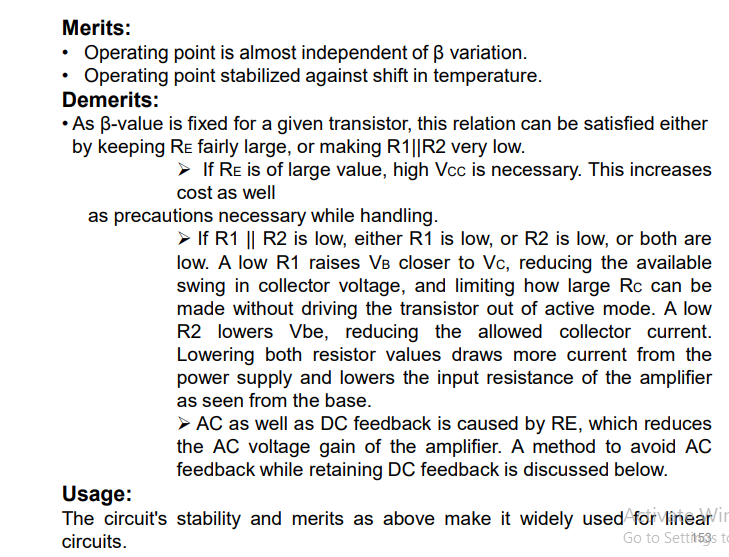 Merits:
• Operating point is almost independent of β variation.
• Operating point stabilized against shift in temperature.
Demerits:
• As β-value is fixed for a given transistor, this relation can be satisfied either
by keeping RE fairly large, or making R1||R2 very low.
➢ If RE is of large value, high VCC is necessary. This increases
cost as well
as precautions necessary while handling.
➢ If R1 || R2 is low, either R1 is low, or R2 is low, or both are
low. A low R1 raises VB closer to VC, reducing the available
swing in collector voltage, and limiting how large RC can be
made without driving the transistor out of active mode. A low
R2 lowers Vbe, reducing the allowed collector current.
Lowering both resistor values draws more current from the
power supply and lowers the input resistance of the amplifier
as seen from the base.
➢ AC as well as DC feedback is caused by RE, which reduces
the AC voltage gain of the amplifier. A method to avoid AC
feedback while retaining DC feedback is discussed below.
Usage:
The circuit's stability and merits as above make it widely used for linear
circuits.
153
Activate Win
Go to Settings to